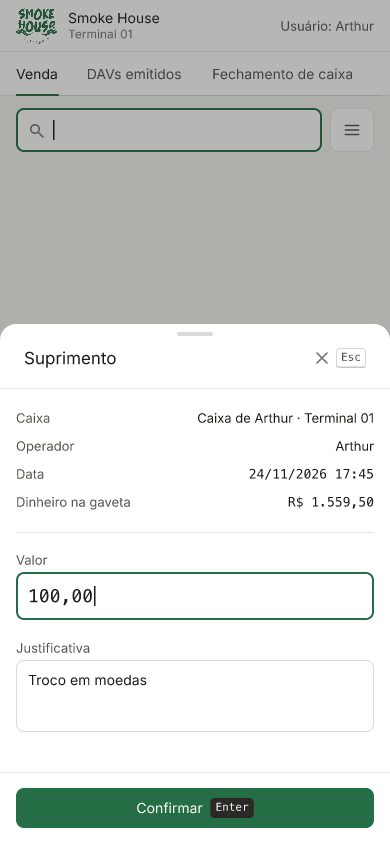 SMOKE
HOUSE
Smoke House
Terminal 01
Usuário: Arthur
Venda
DAVs emitidos
Fechamento de caixa
Suprimento
Esc
Caixa
Caixa de Arthur · Terminal 01
Operador
Arthur
Data
24/11/2026 17:45
Dinheiro na gaveta
R$ 1.559,50
Valor
100,00
Justificativa
Troco em moedas
Confirmar Enter